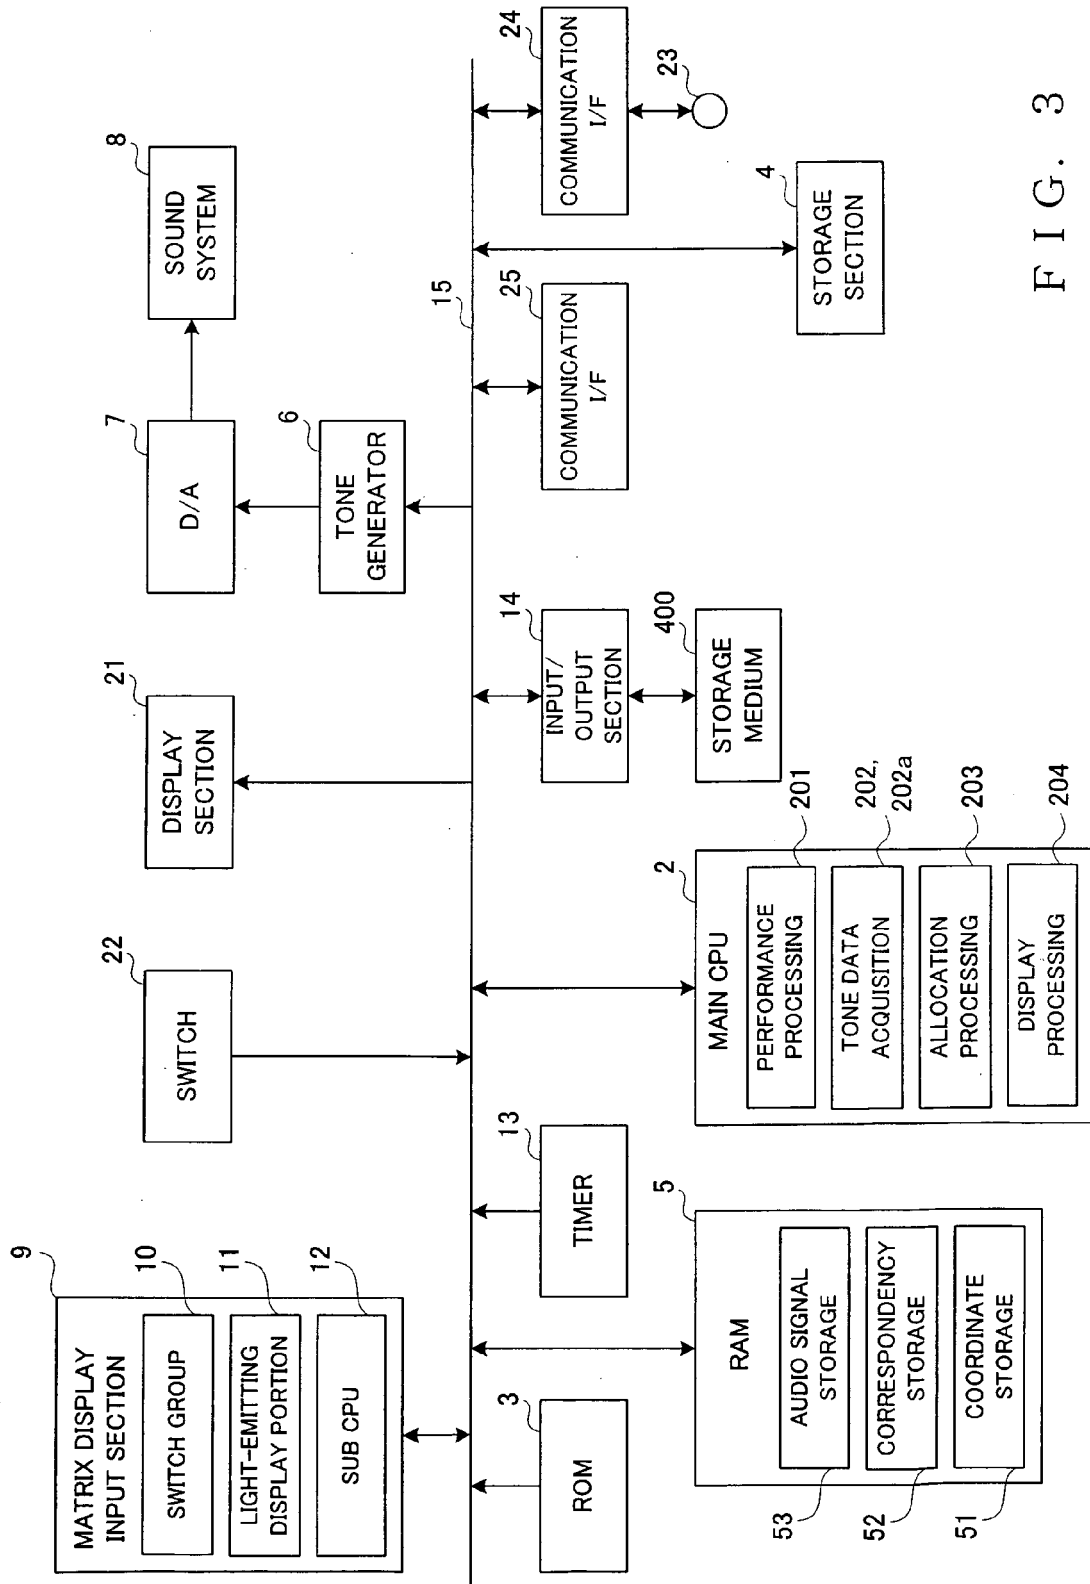 9
MATRIX DISPLAY
INPUT SECTION
10
SWITCH GROUP
11
LIGHT-EMITTING
DISPLAY PORTION
12
SUB CPU
22
SWITCH
21
DISPLAY
SECTION
7
D/A
8
SOUND
SYSTEM
6
TONE
GENERATOR
15
3
ROM
13
TIMER
14
INPUT/
OUTPUT
SECTION
400
STORAGE
MEDIUM
25
COMMUNICATION
I/F
24
COMMUNICATION
I/F
23
4
STORAGE
SECTION
5
RAM
AUDIO SIGNAL
STORAGE
53
CORRESPONDENCY
STORAGE
52
COORDINATE
STORAGE
51
2
MAIN CPU
PERFORMANCE
PROCESSING
201
TONE DATA
ACQUISITION
202,
202a
ALLOCATION
PROCESSING
203
DISPLAY
PROCESSING
204
FIG. 3